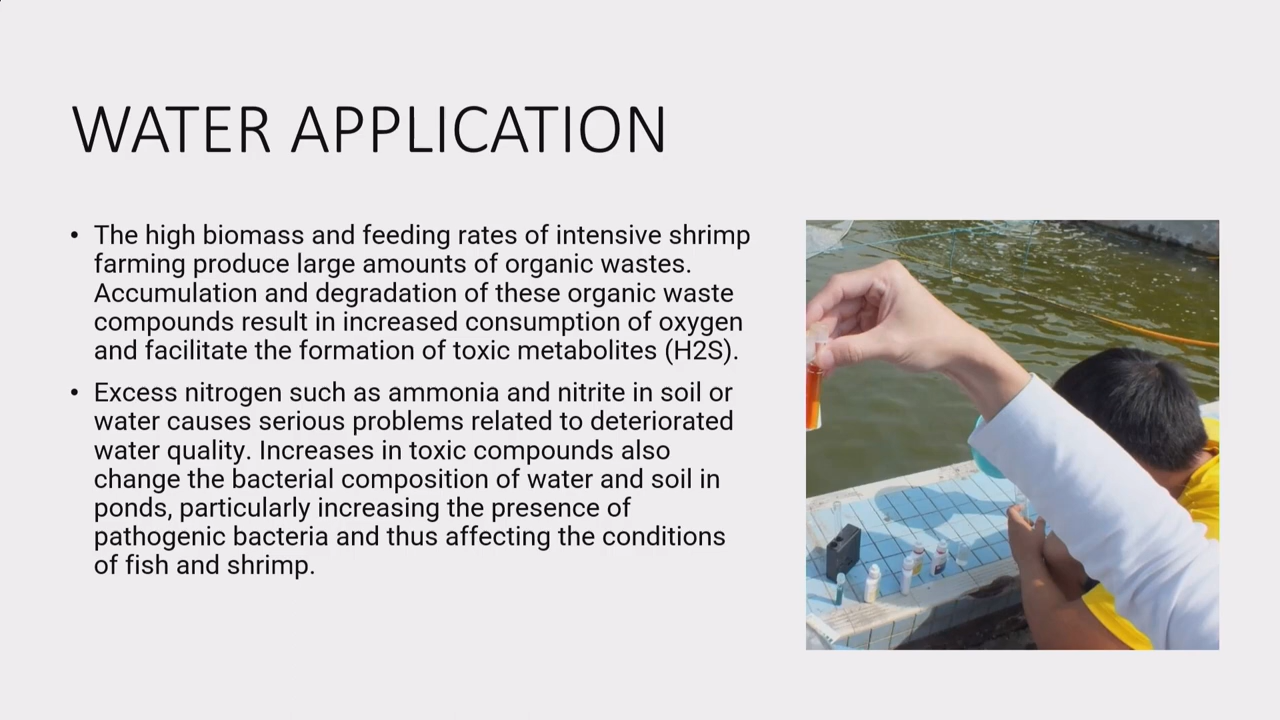 WATER APPLICATION
• The high biomass and feeding rates of intensive shrimp
farming produce large amounts of organic wastes.
Accumulation and degradation of these organic waste
compounds result in increased consumption of oxygen
and facilitate the formation of toxic metabolites (H2S).
• Excess nitrogen such as ammonia and nitrite in soil or
water causes serious problems related to deteriorated
water quality. Increases in toxic compounds also
change the bacterial composition of water and soil in
ponds, particularly increasing the presence of
pathogenic bacteria and thus affecting the conditions
of fish and shrimp.